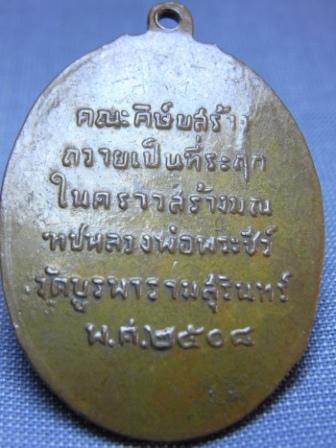 คณะศิษย์สร้าง
ถวายเป็นที่ระฤก
ในคราวสร้างมณ
ฑปหลวงพ่อพระชีว์
วัดบูรพารามสุรินทร์
พ.ศ.๒๕๐๘